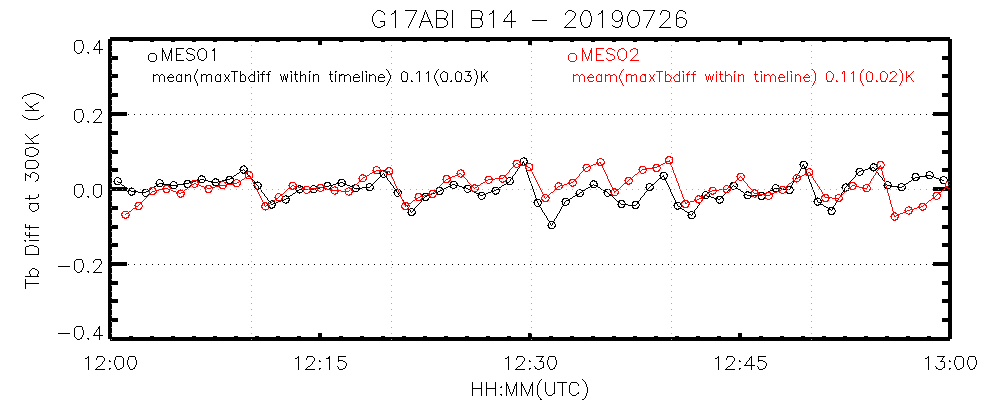 G17ABI B14 - 20190726
MESO1
mean(maxTbdiff within timeline) 0.11(0.03)K
MESO2
meam(maxTbdiff within timeline) 0.11(0.02)K
Tb Diff at 300K (K)
0.4
0.2
0.0
-0.2
-0.4
12:00 12:15 12:30 12:45 13:00
HH:MM(UTC)